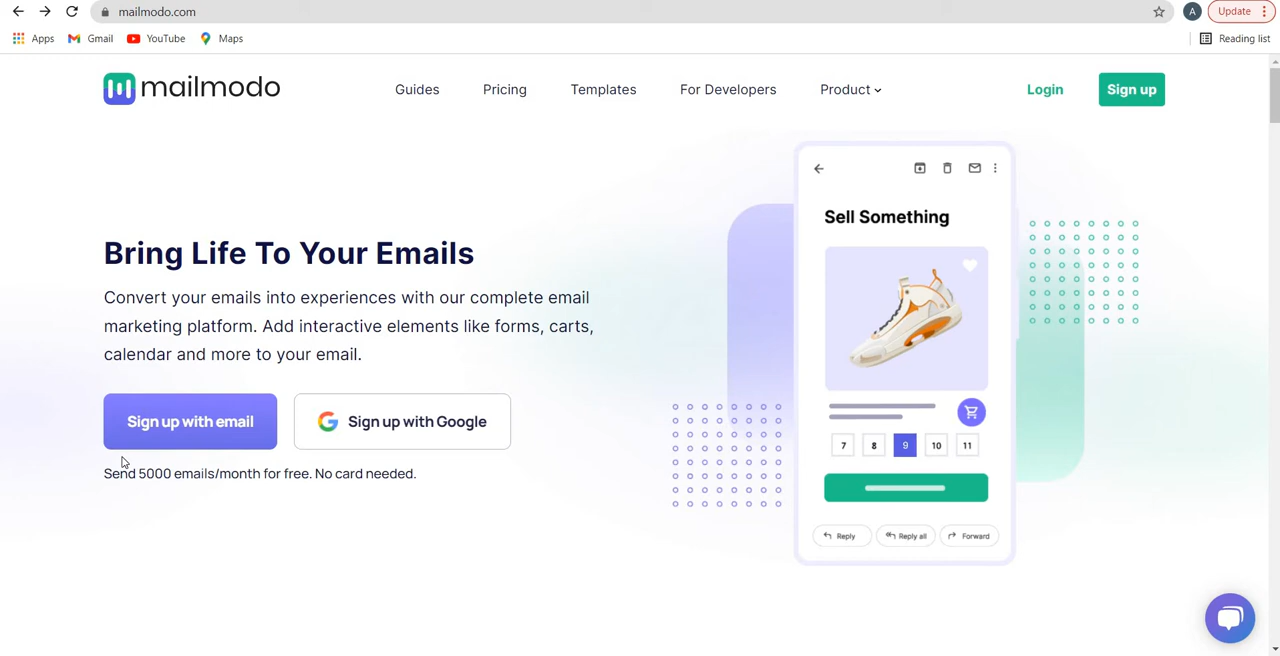 mailmodo.com
A
Update
Apps
Gmail
YouTube
Maps
Reading list
mailmodo
Guides
Pricing
Templates
For Developers
Product
Login
Sign up
Bring Life To Your Emails
Convert your emails into experiences with our complete email
marketing platform. Add interactive elements like forms, carts,
calendar and more to your email.
Sign up with email
Sign up with Google
Send 5000 emails/month for free. No card needed.
Sell Something
7 8 9 10 11
Reply
Reply all
Forward